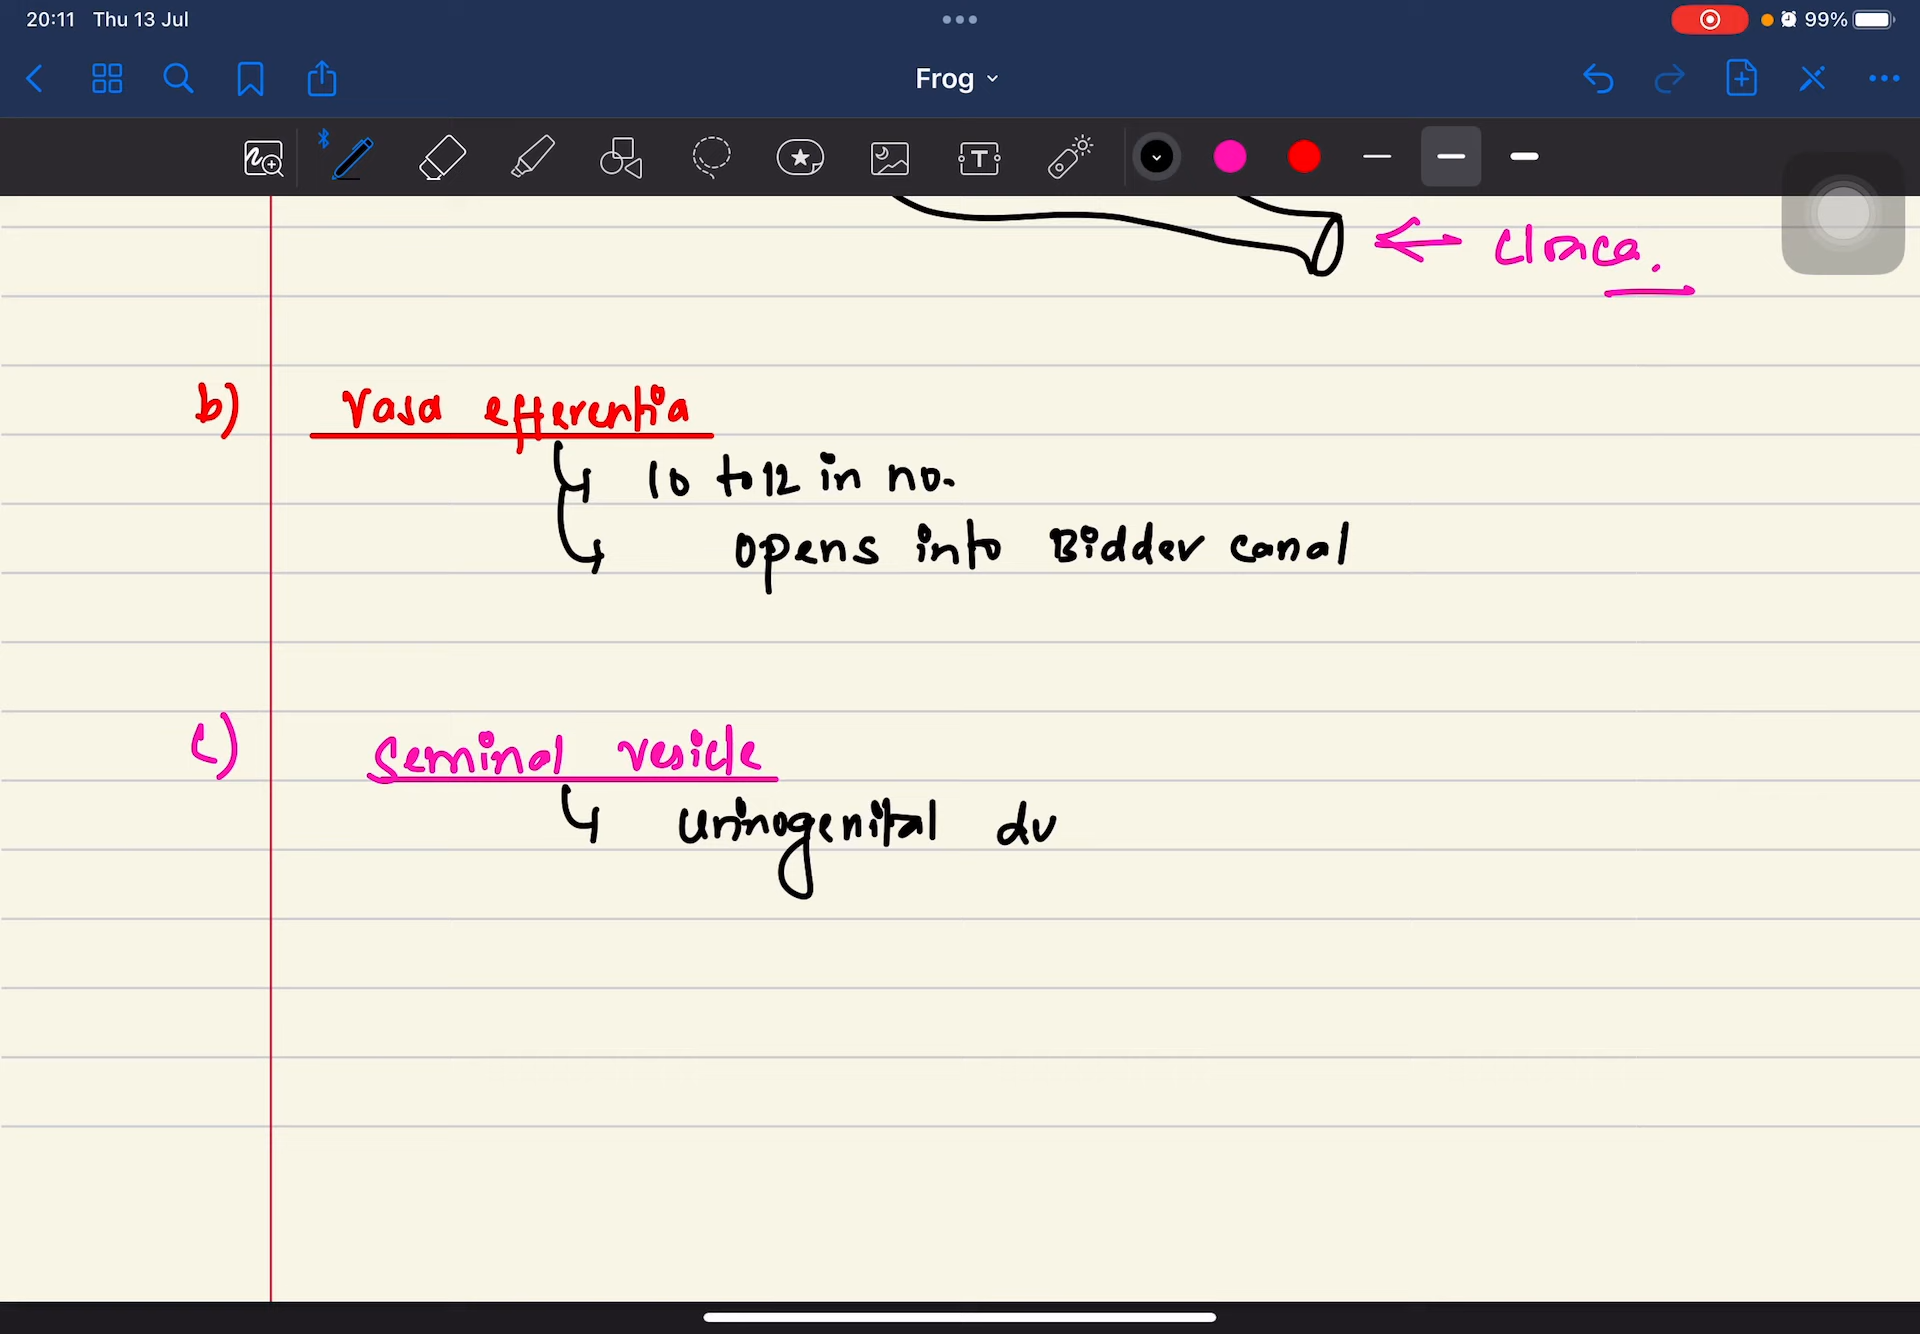 20:11 Thu 13 Jul
99%
Frog
T
Cloaca.
b) Vasa efferentia
10 to 12 in no.
opens into Bidder canal
c) Seminal vesicle
urinogenital du